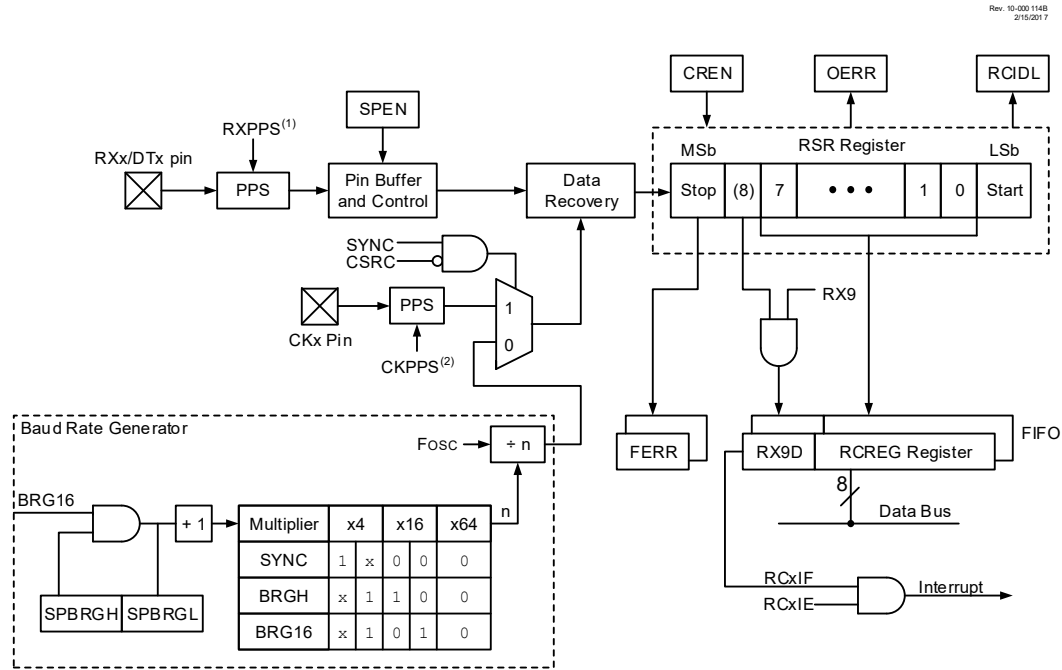 Rev. 10-000 114B
2/15/2017
CREN
OERR
RCIDL
SPEN
RXPPS(1)
RXx/DTx pin
PPS
Pin Buffer
and Control
Data
Recovery
MSb
RSR Register
LSb
Stop (8) 7 • • • 1 0 Start
SYNC
CSRC
PPS
CKx Pin
CKPPS(2)
1
0
RX9
Baud Rate Generator
FOSC
÷ n
n
FERR
RX9D
RCREG Register
FIFO
8
Data Bus
BRG16
+ 1
SPBRGH SPBRGL
Multiplier x4 x16 x64
SYNC 1 x 0 0 0
BRGH x 1 1 0 0
BRG16 x 1 0 1 0
RCxIF
RCxIE
Interrupt